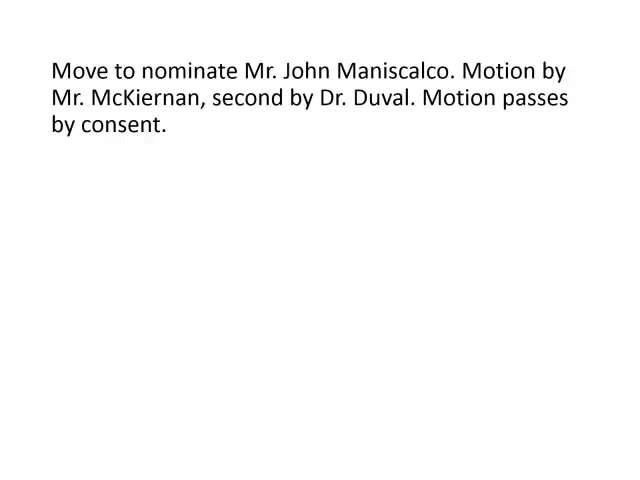 Move to nominate Mr. John Maniscalco. Motion by
Mr. McKiernan, second by Dr. Duval. Motion passes
by consent.